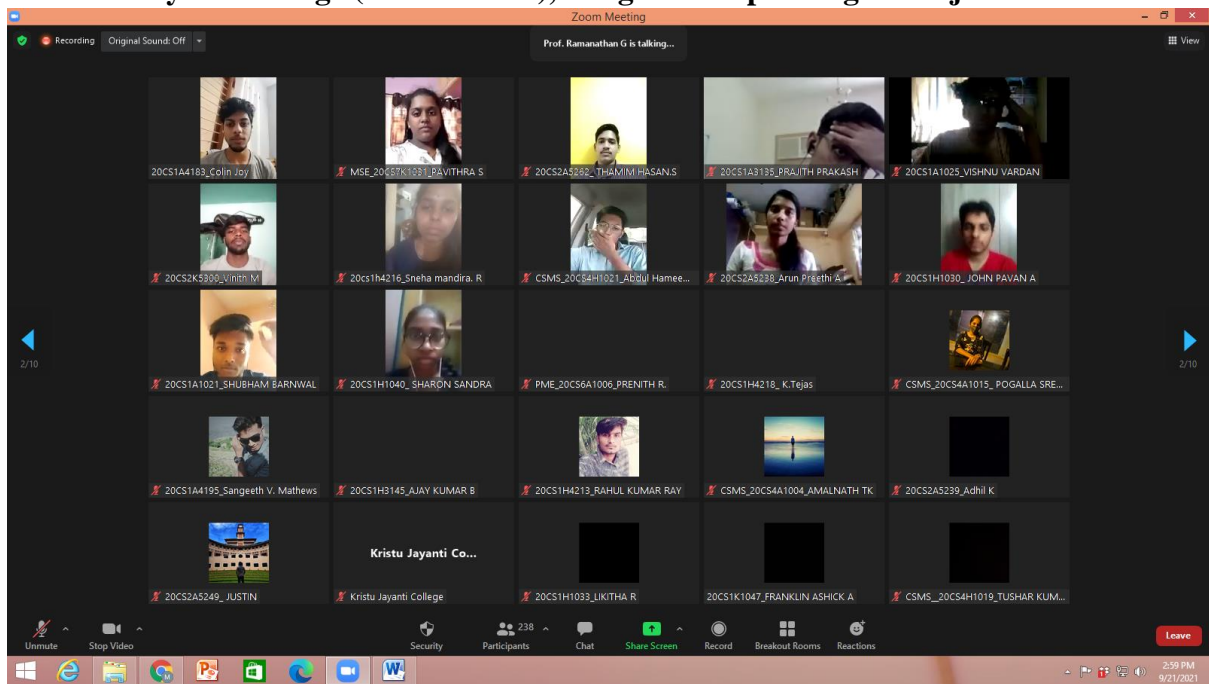 Zoom Meeting
Recording Original Sound: Off
Prof. Ramanathan G is talking...
View
20CS1A4183_Colin Joy
MSE_20CS7K1031_PAVITHRA S
20CS2A5262_THAMIM HASAN.S
20CS1A3135_PRAJITH PRAKASH
20CS1A1025_VISHNU VARDAN
20CS2K5300_Vinith M
20cs1h4216_Sneha mandira. R
CSMS_20CS4H1021_Abdul Hamee...
20CS2A5238_Arun Preethi A
20CS1H1030_ JOHN PAVAN A
2/10
20CS1A1021_SHUBHAM BARNWAL
20CS1H1040_ SHARON SANDRA
PME_20CS6A1006_PRENITH R.
20CS1H4218_ K.Tejas
CSMS_20CS4A1015_ POGALLA SRE...
2/10
20CS1A4195_Sangeeth V. Mathews
20CS1H3145_AJAY KUMAR B
20CS1H4213_RAHUL KUMAR RAY
CSMS_20CS4A1004_AMALNATH TK
20CS2A5239_Adhil K
Kristu Jayanti Co...
20CS2A5249_ JUSTIN
Kristu Jayanti College
20CS1H1033_LIKITHA R
20CS1K1047_FRANKLIN ASHICK A
CSMS__20CS4H1019_TUSHAR KUM...
Unmute Stop Video Security Participants 238 Chat Share Screen Record Breakout Rooms Reactions Leave
2:59 PM
9/21/2021